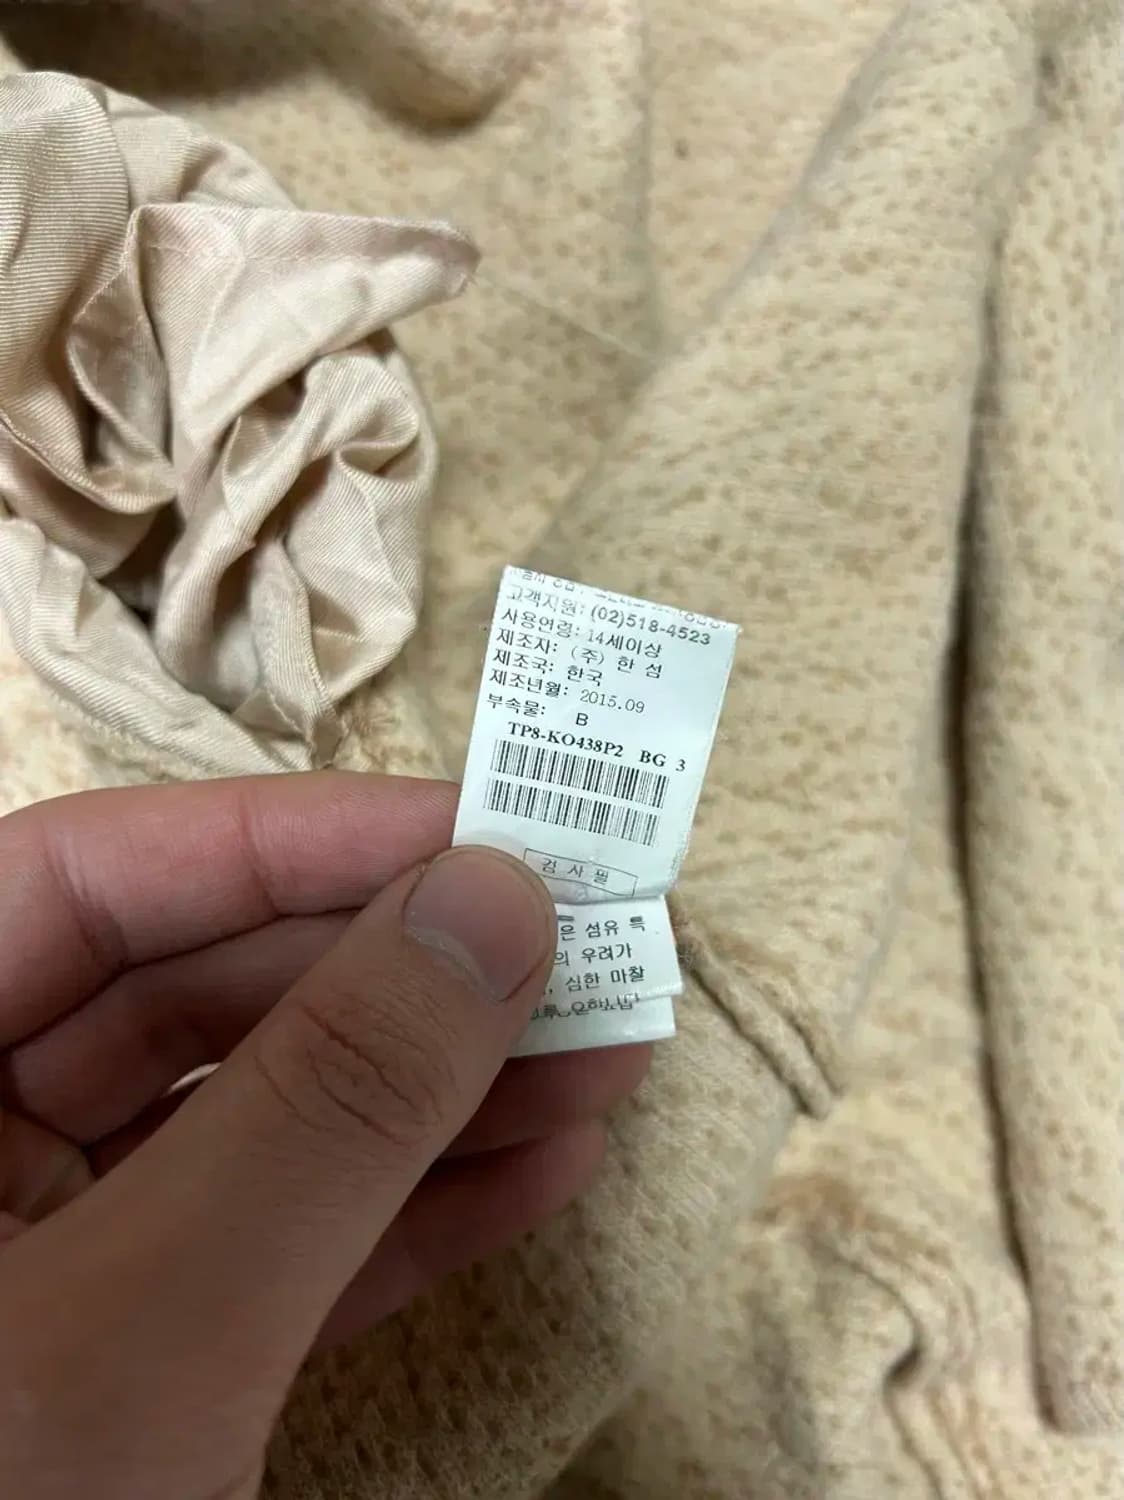 고객지원: (02)518-4523
사용연령: 14세이상
제조자: (주) 한 섬
제조국: 한국
제조년월: 2015.09
부속물: B
TP8-KO438P2 BG 3
검 사 필
은 섬유 특
의 우려가
, 심한 마찰